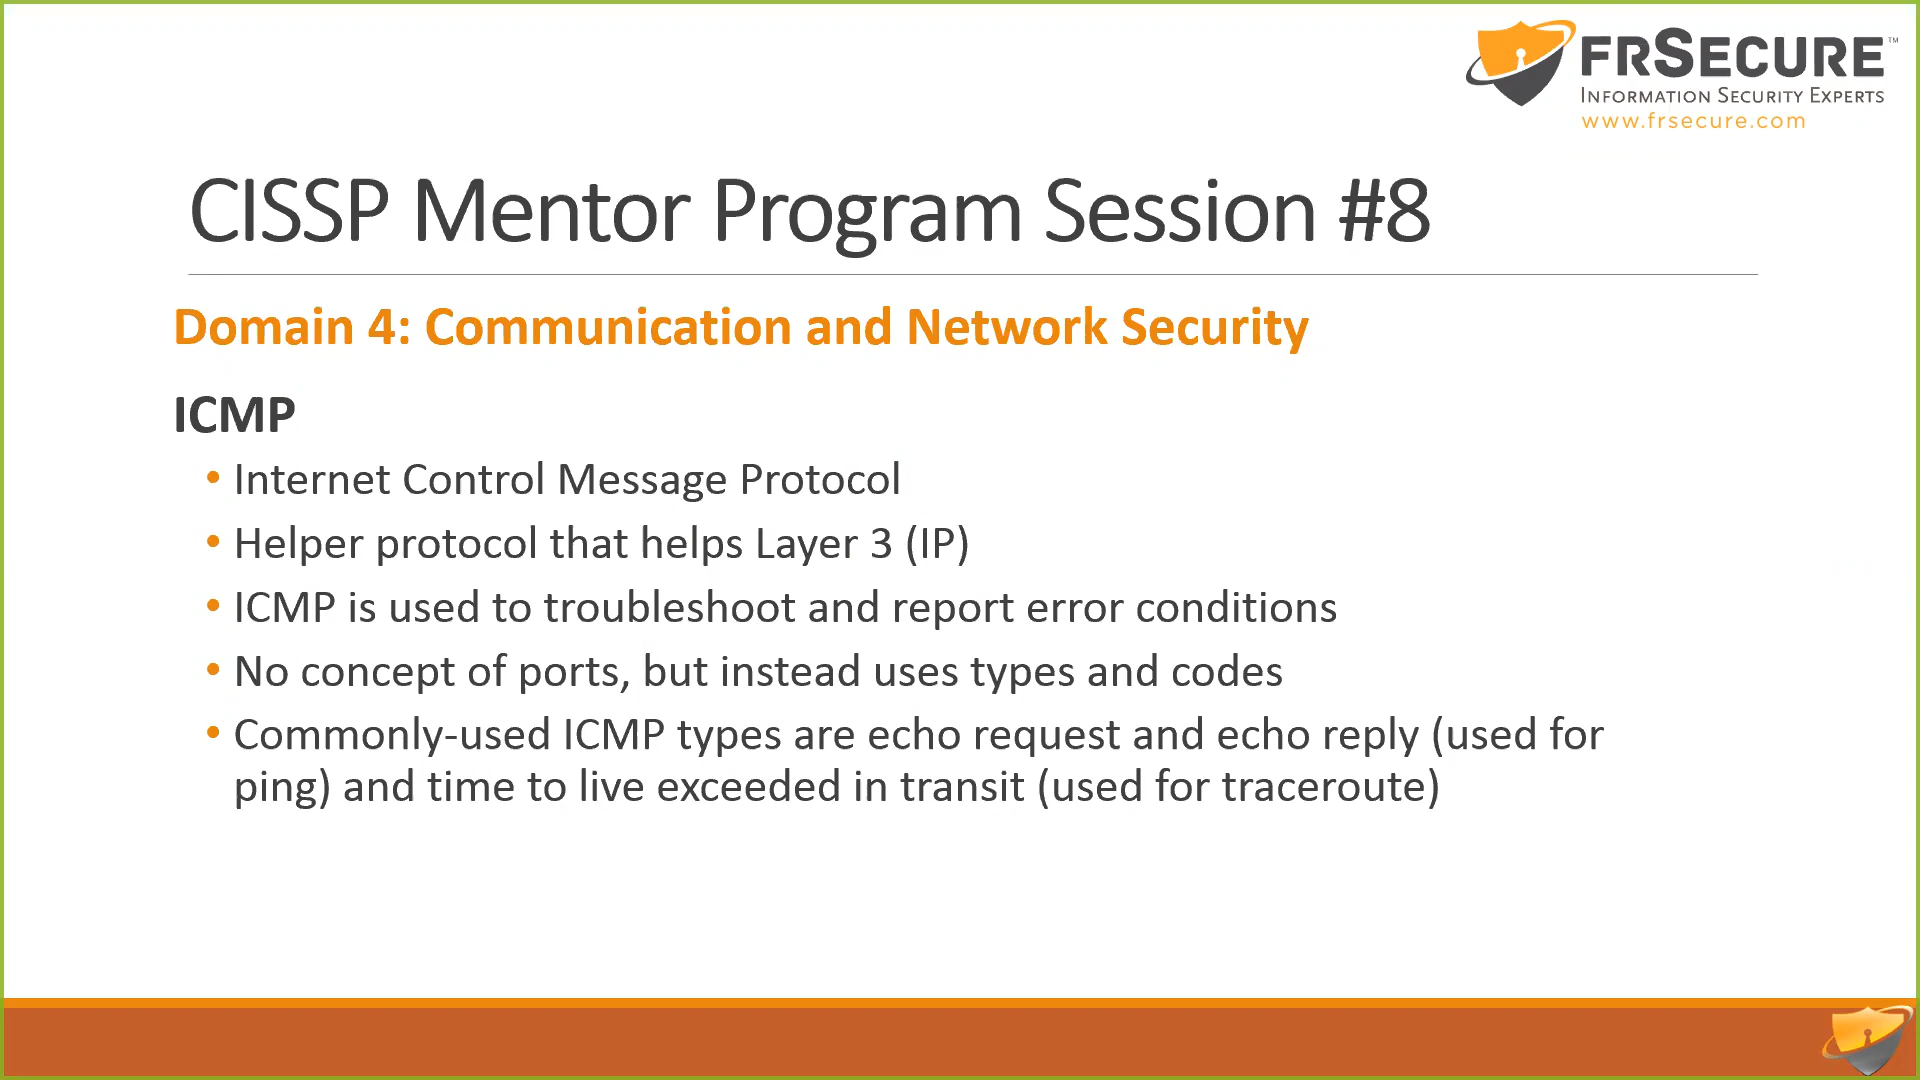 FRSECURE™
INFORMATION SECURITY EXPERTS
www.frsecure.com
CISSP Mentor Program Session #8
Domain 4: Communication and Network Security
ICMP
• Internet Control Message Protocol
• Helper protocol that helps Layer 3 (IP)
• ICMP is used to troubleshoot and report error conditions
• No concept of ports, but instead uses types and codes
• Commonly-used ICMP types are echo request and echo reply (used for
ping) and time to live exceeded in transit (used for traceroute)